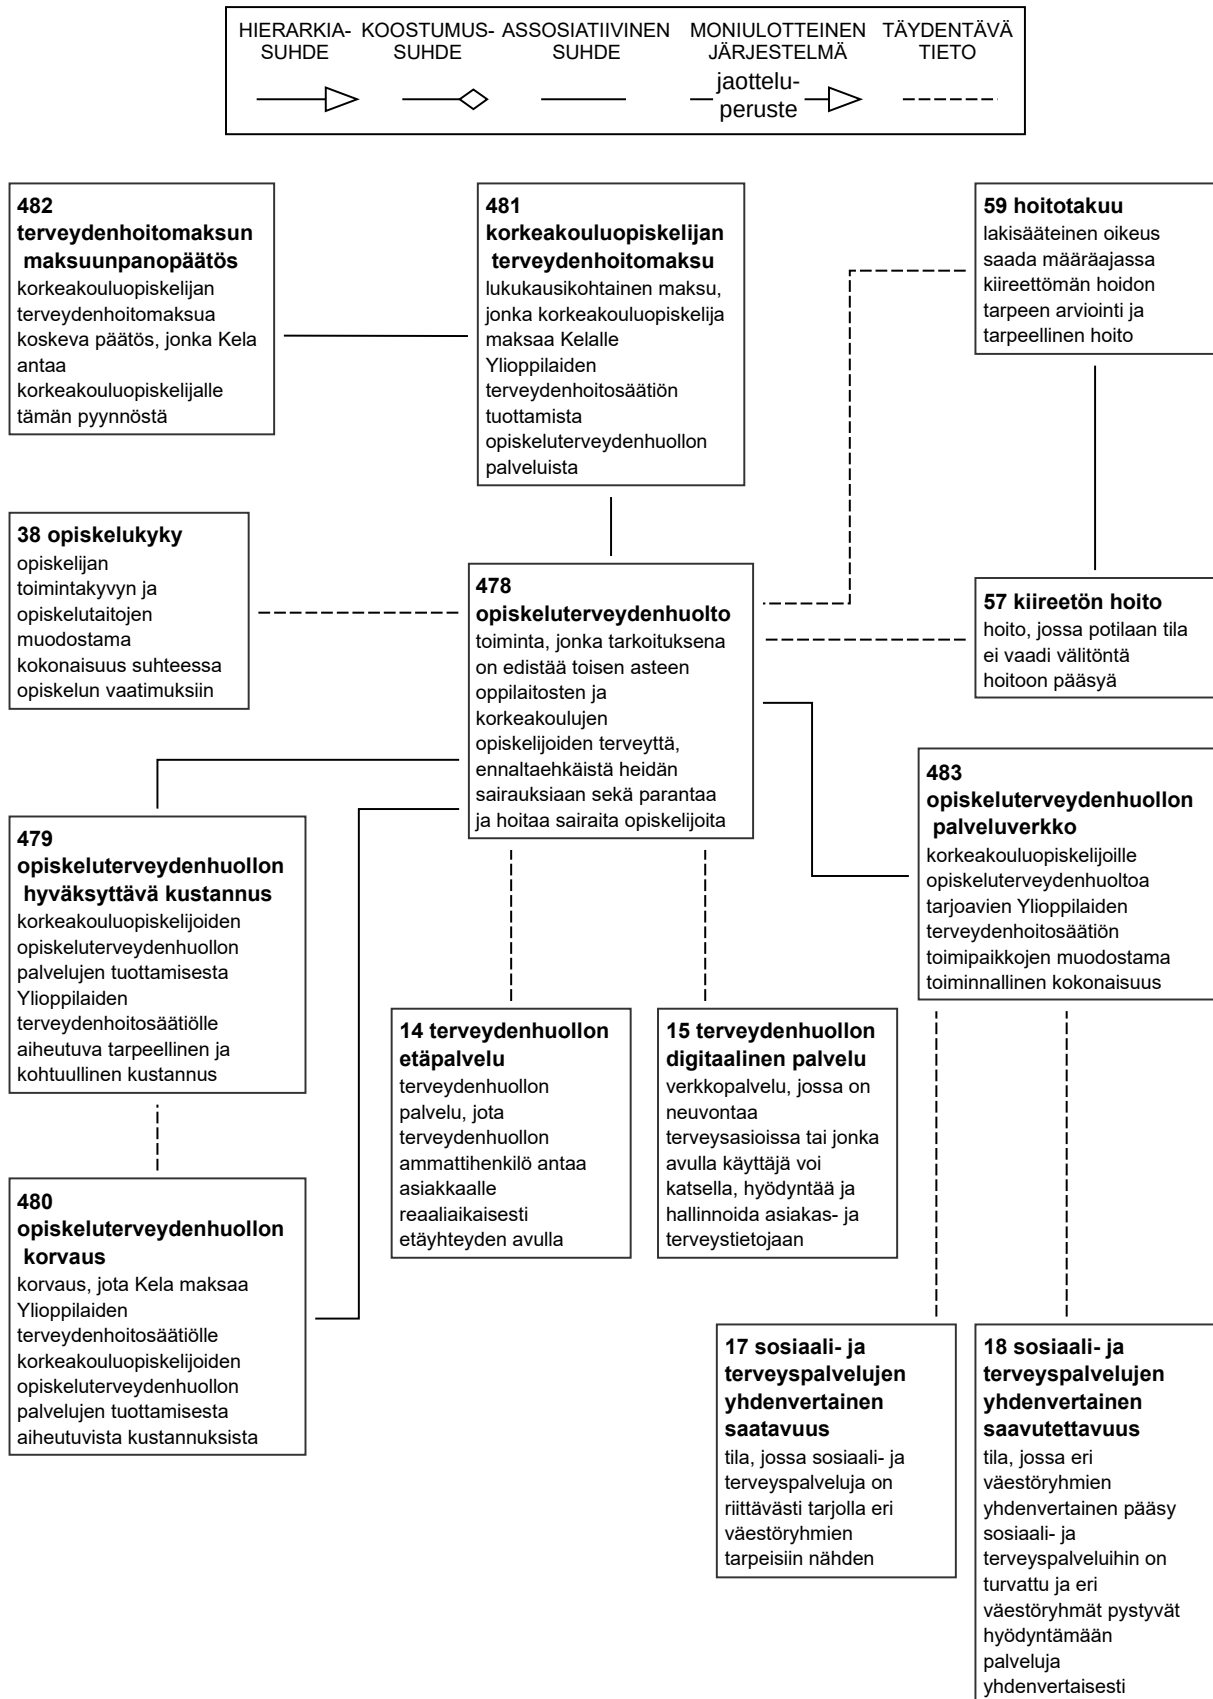 HIERARKIA-
SUHDE
KOOSTUMUS-
SUHDE
ASSOSIATIIVINEN
SUHDE
MONIULOTTEINEN
JÄRJESTELMÄ
TÄYDENTÄVÄ
TIETO
jaottelu-
peruste
482
terveydenhoitomaksun
maksuunpanopäätös
korkeakouluopiskelijan
terveydenhoitomaksua
koskeva päätös, jonka Kela
antaa
korkeakouluopiskelijalle
tämän pyynnöstä
481
korkeakouluopiskelijan
terveydenhoitomaksu
lukukausikohtainen maksu,
jonka korkeakouluopiskelija
maksaa Kelalle
Ylioppilaiden
terveydenhoitosäätiön
tuottamista
opiskeluterveydenhuollon
palveluista
59 hoitotakuu
lakisääteinen oikeus
saada määräajassa
kiireettömän hoidon
tarpeen arviointi ja
tarpeellinen hoito
38 opiskelukyky
opiskelijan
toimintakyvyn ja
opiskelutaitojen
muodostama
kokonaisuus suhteessa
opiskelun vaatimuksiin
478
opiskeluterveydenhuolto
toiminta, jonka tarkoituksena
on edistää toisen asteen
oppilaitosten ja
korkeakoulujen
opiskelijoiden terveyttä,
ennaltaehkäistä heidän
sairauksiaan sekä parantaa
ja hoitaa sairaita opiskelijoita
57 kiireetön hoito
hoito, jossa potilaan tila
ei vaadi välitöntä
hoitoon pääsyä
483
opiskeluterveydenhuollon
palveluverkko
korkeakouluopiskelijoille
opiskeluterveydenhuoltoa
tarjoavien Ylioppilaiden
terveydenhoitosäätiön
toimipaikkojen muodostama
toiminnallinen kokonaisuus
479
opiskeluterveydenhuollon
hyväksyttävä kustannus
korkeakouluopiskelijoiden
opiskeluterveydenhuollon
palvelujen tuottamisesta
Ylioppilaiden
terveydenhoitosäätiölle
aiheutuva tarpeellinen ja
kohtuullinen kustannus
14 terveydenhuollon
etäpalvelu
terveydenhuollon
palvelu, jota
terveydenhuollon
ammattihenkilö antaa
asiakkaalle
reaaliaikaisesti
etäyhteyden avulla
15 terveydenhuollon
digitaalinen palvelu
verkkopalvelu, jossa on
neuvontaa
terveysasioissa tai jonka
avulla käyttäjä voi
katsella, hyödyntää ja
hallinnoida asiakas- ja
terveystietojaan
480
opiskeluterveydenhuollon
korvaus
korvaus, jota Kela maksaa
Ylioppilaiden
terveydenhoitosäätiölle
korkeakouluopiskelijoiden
opiskeluterveydenhuollon
palvelujen tuottamisesta
aiheutuvista kustannuksista
17 sosiaali- ja
terveyspalvelujen
yhdenvertainen
saatavuus
tila, jossa sosiaali- ja
terveyspalveluja on
riittävästi tarjolla eri
väestöryhmien
tarpeisiin nähden
18 sosiaali- ja
terveyspalvelujen
yhdenvertainen
saavutettavuus
tila, jossa eri
väestöryhmien
yhdenvertainen pääsy
sosiaali- ja
terveyspalveluihin on
turvattu ja eri
väestöryhmät pystyvät
hyödyntämään
palveluja
yhdenvertaisesti